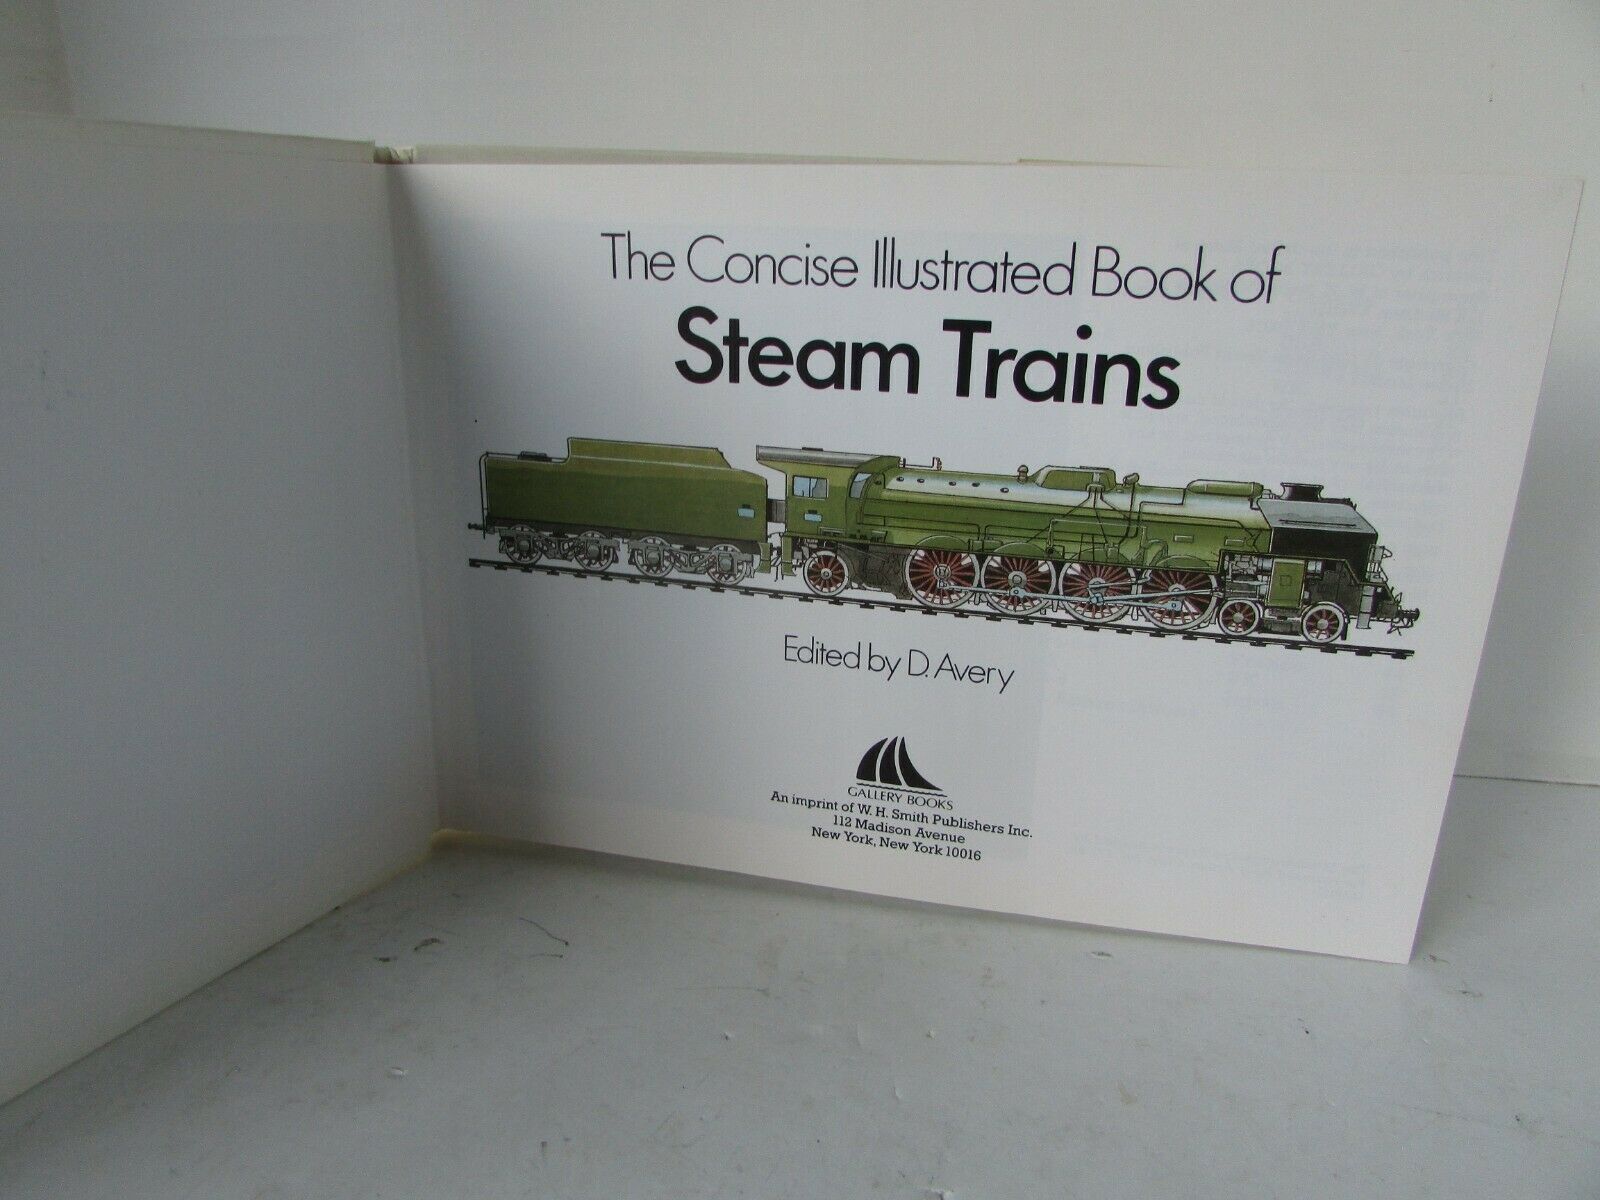 The Concise Illustrated Book of
Steam Trains
Edited by D. Avery
GALLERY BOOKS
An imprint of W. H. Smith Publishers Inc.
112 Madison Avenue
New York, New York 10016